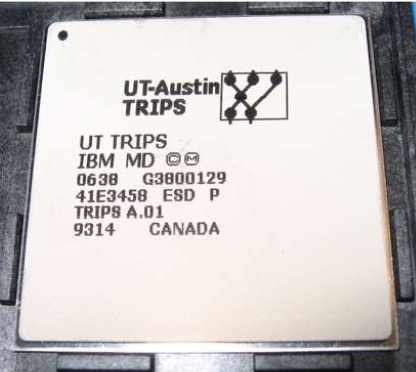 UT-Austin
TRIPS
UT TRIPS
IBM MD © Ⓜ
0638 G3800129
41E3458 ESD P
TRIPS A.01
9314 CANADA